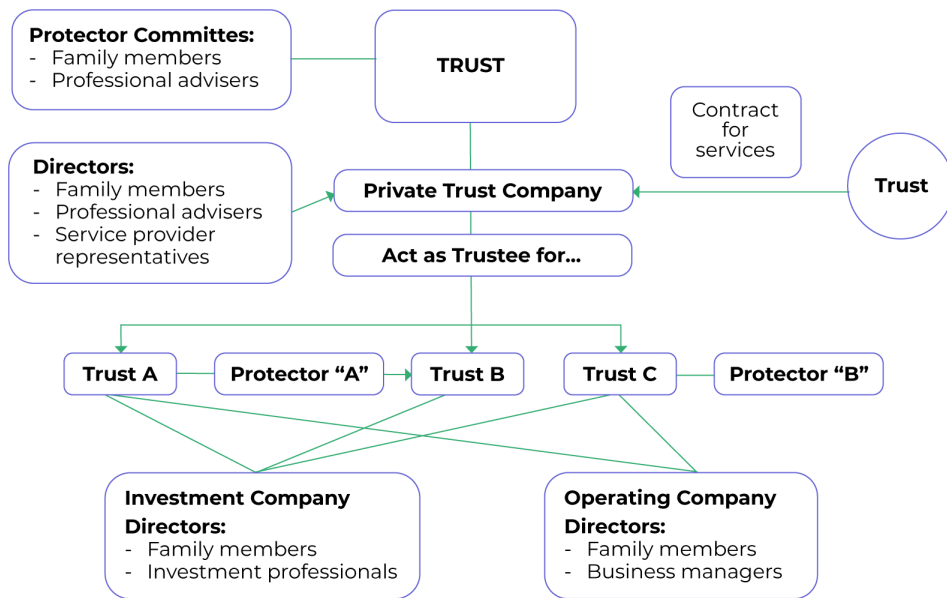 Protector Committes:
- Family members
- Professional advisers
TRUST
Contract
for
services
Directors:
- Family members
- Professional advisers
- Service provider
representatives
Private Trust Company
Trust
Act as Trustee for...
Trust A
Protector “A”
Trust B
Trust C
Protector “B”
Investment Company
Directors:
- Family members
- Investment professionals
Operating Company
Directors:
- Family members
- Business managers